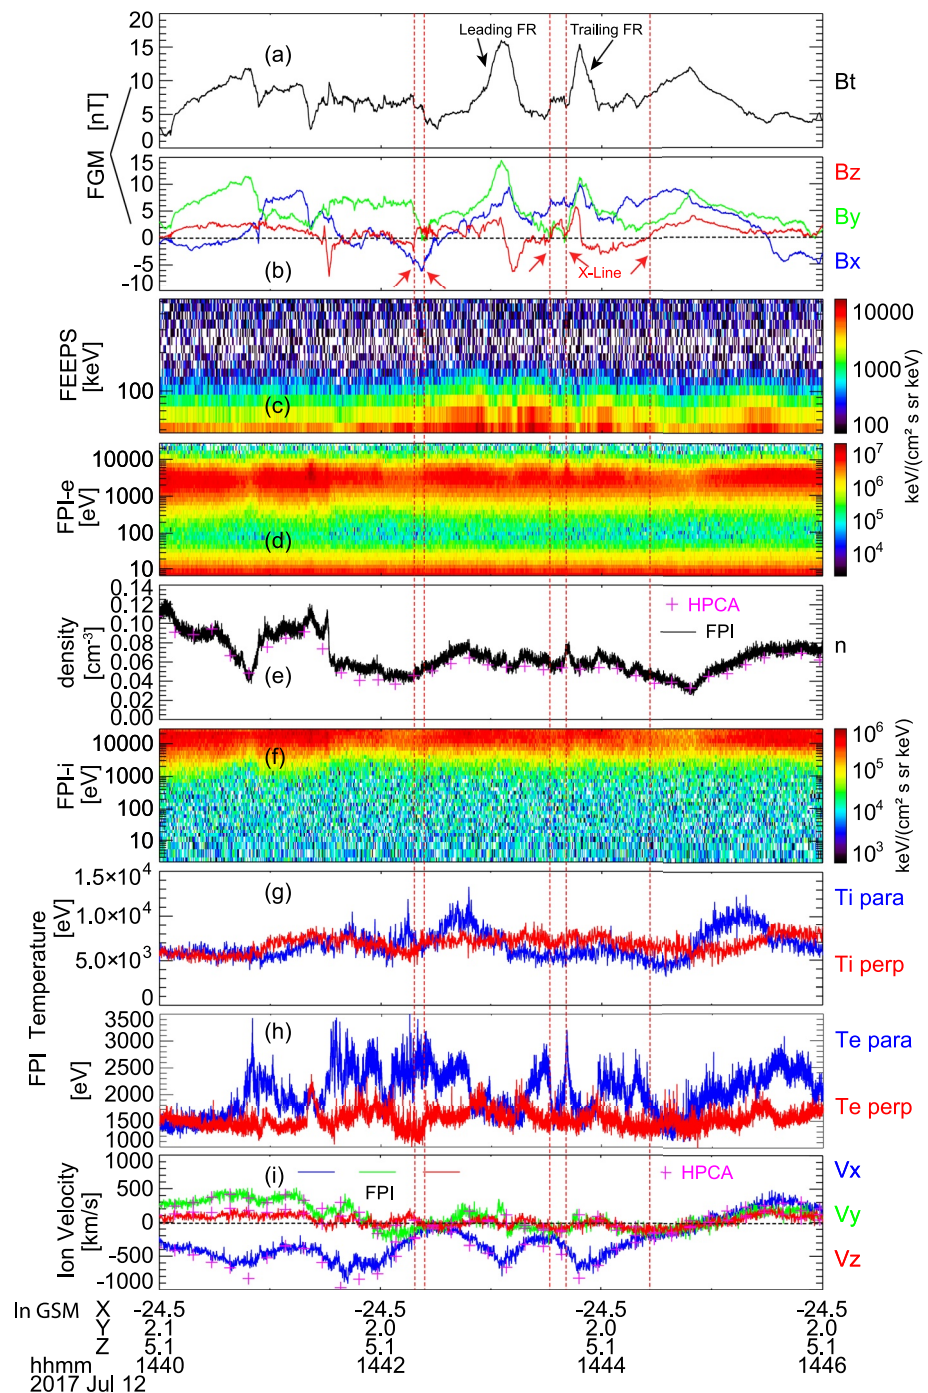 20
15
10
5
0
FGM [nT]
(a)
Leading FR
Trailing FR
Bt
15
10
5
0
-5
-10
(b)
X-Line
Bz
By
Bx
FEEPS
[keV]
100
(c)
10000
1000
100
keV/(cm² s sr keV)
FPI-e
[eV]
10000
1000
100
10
(d)
10⁷
10⁶
10⁵
10⁴
density
[cm⁻³]
0.14
0.12
0.10
0.08
0.06
0.04
0.02
0.00
(e)
+ HPCA
FPI
n
FPI-i
[eV]
10000
1000
100
10
(f)
10⁶
10⁵
10⁴
10³
keV/(cm² s sr keV)
FPI Temperature
[eV]
1.5×10⁴
1.0×10⁴
5.0×10³
0
(g)
Ti para
Ti perp
[eV]
3500
3000
2500
2000
1500
1000
(h)
Te para
Te perp
Ion Velocity
[km/s]
1000
500
0
-500
-1000
(i)
FPI
+ HPCA
Vx
Vy
Vz
In GSM X -24.5 -24.5 -24.5 -24.5
Y 2.1 2.0 2.0 2.0
Z 5.1 5.1 5.1 5.1
hhmm 1440 1442 1444 1446
2017 Jul 12